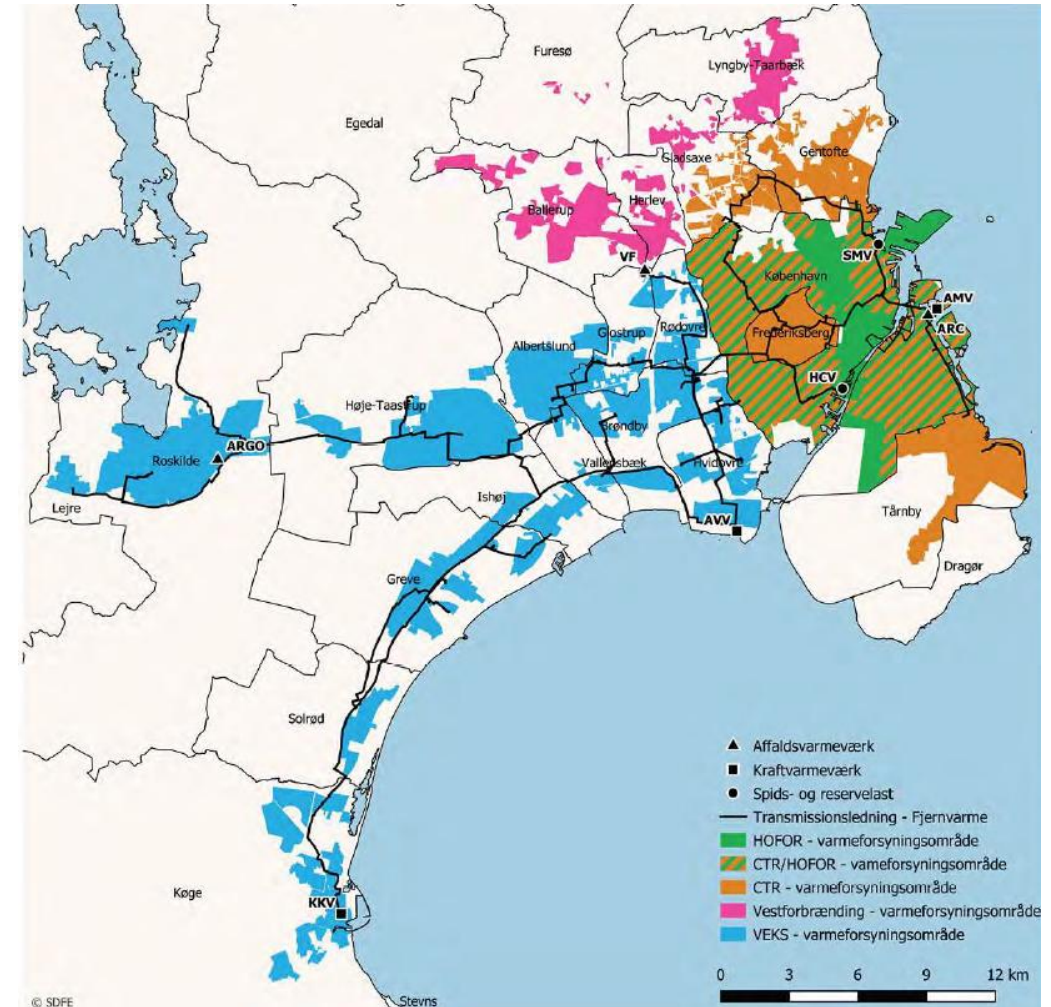 Furesø
Lyngby-Taarbæk
Egedal
Gladsaxe
Gentofte
Ballerup
Herlev
VF
SMV
København
AMV
ARC
Glostrup
Rødovre
Frederiksberg
Albertslund
HCV
Høje-Taastrup
Brøndby
ARGO
Roskilde
Vallensbæk
Hvidovre
Ishøj
Lejre
AVV
Tårnby
Dragør
Greve
Solrød
Køge
KKV
Stevns
Affaldsvarmeværk
Kraftvarmeværk
Spids- og reservelast
Transmissionsledning - Fjernvarme
HOFOR - varmeforsyningsområde
CTR/HOFOR - vameforsyningsområde
CTR - varmeforsyningsområde
Vestforbrænding - varmeforsyningsområde
VEKS - varmeforsyningsområde
0 3 6 9 12 km
© SDFE